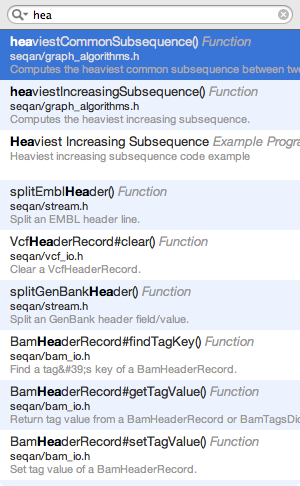 hea
heaviestCommonSubsequence() Function
seqan/graph_algorithms.h
Computes the heaviest common subsequence between
heaviestIncreasingSubsequence() Function
seqan/graph_algorithms.h
Computes the heaviest increasing subsequence.
Heaviest Increasing Subsequence Example Progra
Heaviest increasing subsequence code example
splitEmblHeader() Function
seqan/stream.h
Split an EMBL header line.
VcfHeaderRecord#clear() Function
seqan/vcf_io.h
Clear a VcfHeaderRecord.
splitGenBankHeader() Function
seqan/stream.h
Split an GenBank header field/value.
BamHeaderRecord#findTagKey() Function
seqan/bam_io.h
Find a tag&#39;s key of a BamHeaderRecord.
BamHeaderRecord#getTagValue() Function
seqan/bam_io.h
Return tag value from a BamHeaderRecord or BamTagsDic
BamHeaderRecord#setTagValue() Function
seqan/bam_io.h
Set tag value of a BamHeaderRecord.